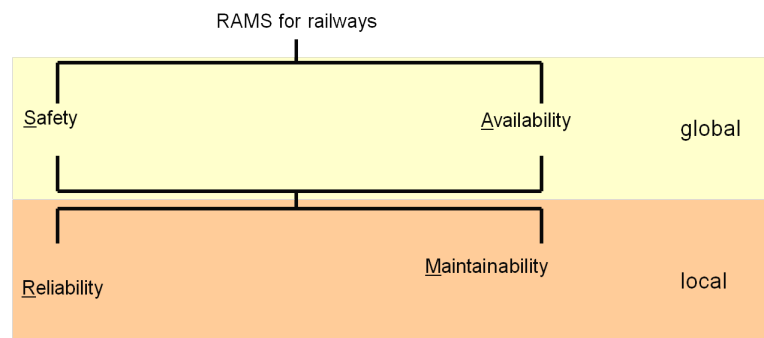 RAMS for railways
Safety
Availability
global
Maintainability
Reliability
local